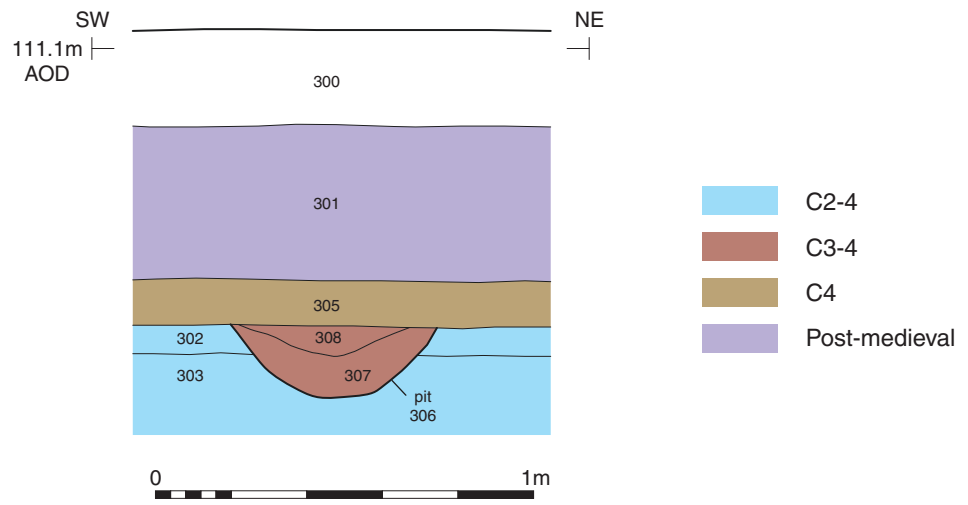 SW
NE
111.1m
AOD
300
301
305
302
308
303
307
pit
306
C2-4
C3-4
C4
Post-medieval
0
1m